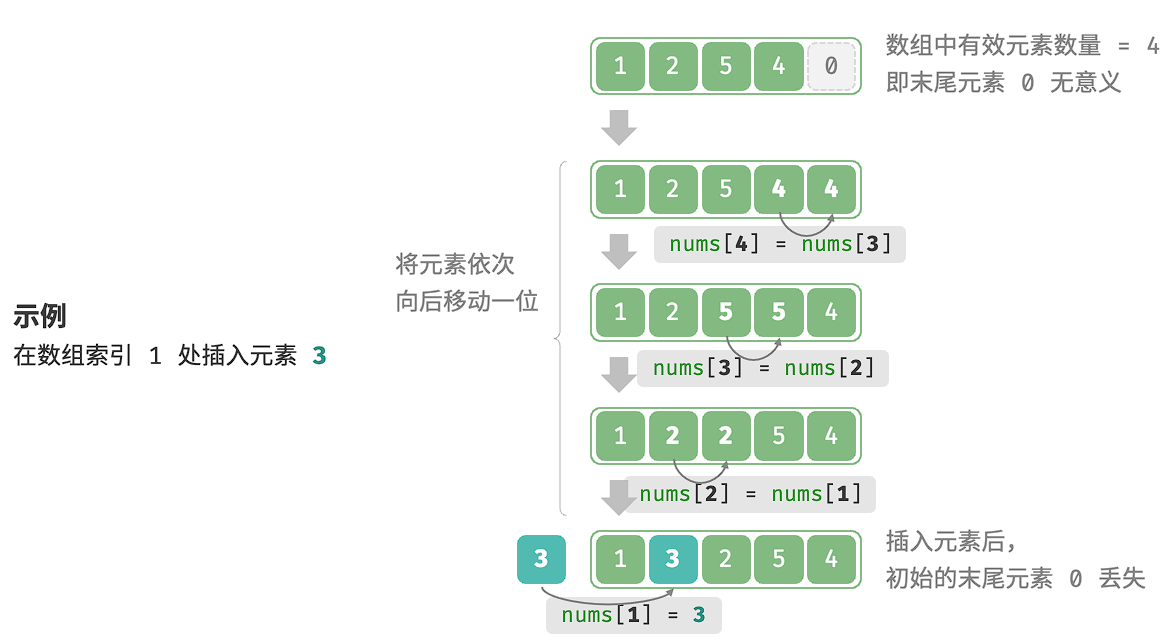 1 2 5 4 0
数组中有效元素数量 = 4
即末尾元素 0 无意义
1 2 5 4 4
nums[4] = nums[3]
将元素依次
向后移动一位
1 2 5 5 4
nums[3] = nums[2]
示例
在数组索引 1 处插入元素 3
1 2 2 5 4
nums[2] = nums[1]
3 1 3 2 5 4
nums[1] = 3
插入元素后，
初始的末尾元素 0 丢失